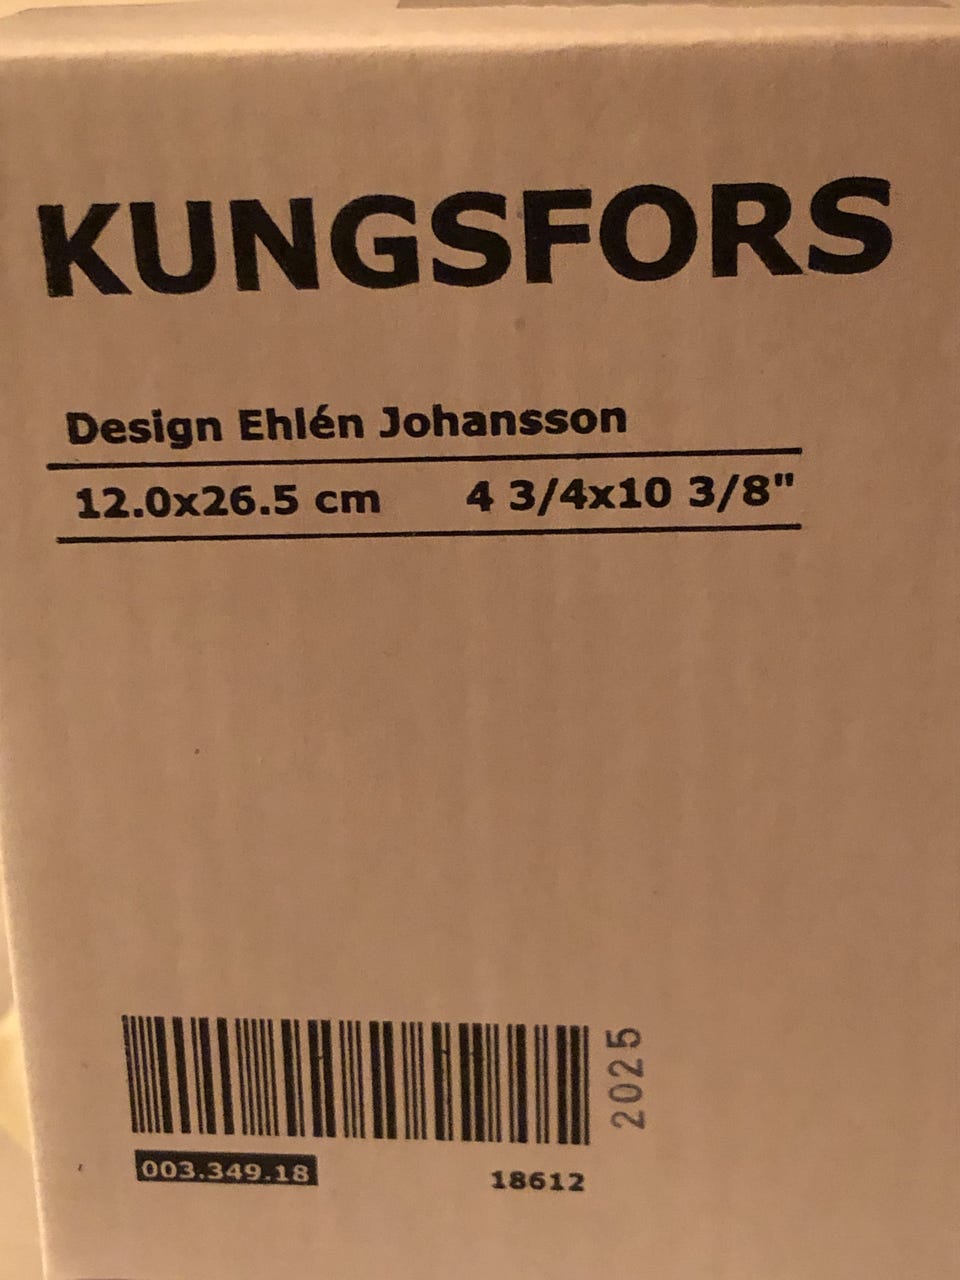 KUNGSFORS
Design Ehlén Johansson
12.0x26.5 cm 4 3/4x10 3/8"
2025
003.349.18 18612